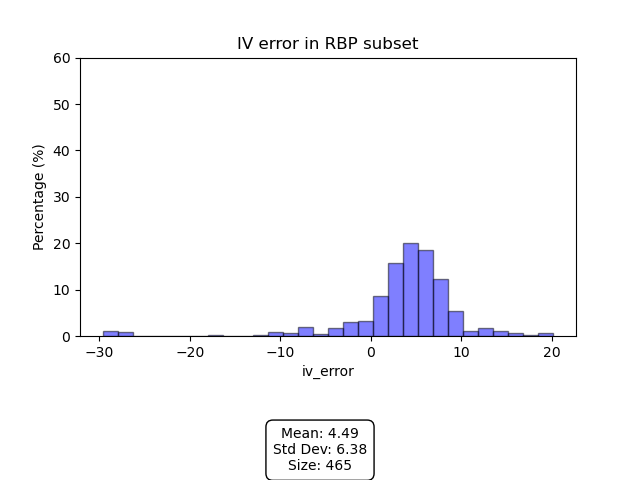 IV error in RBP subset
60
50
40
30
20
10
0
Percentage (%)
−30
−20
−10
0
10
20
iv_error
Mean: 4.49
Std Dev: 6.38
Size: 465